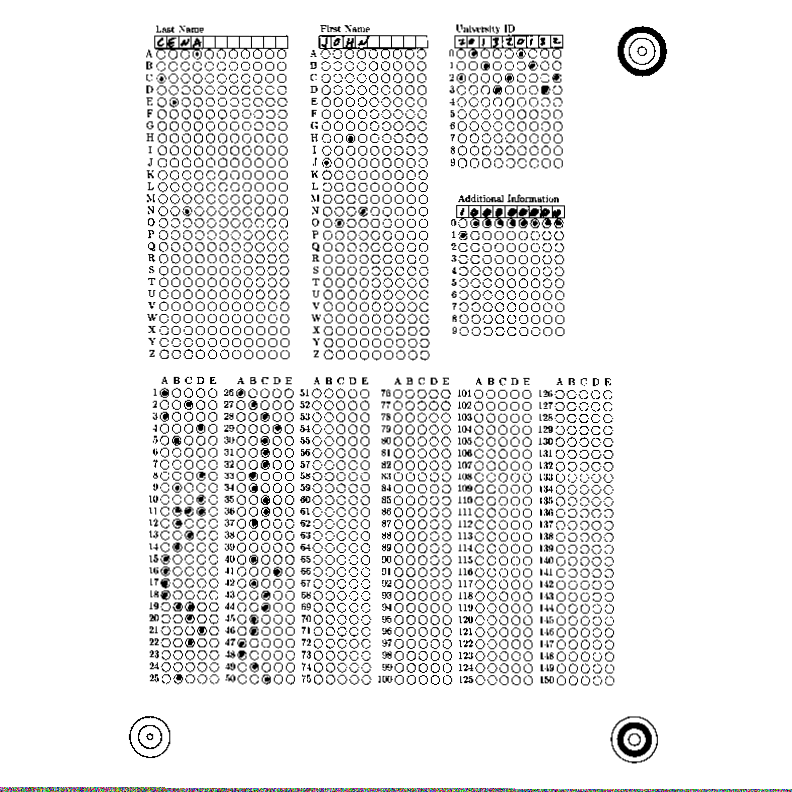 Last Name
CENA
A
B
C
D
E
F
G
H
I
J
K
L
M
N
O
P
Q
R
S
T
U
V
W
X
Y
Z
First Name
JOHN
A
B
C
D
E
F
G
H
I
J
K
L
M
N
O
P
Q
R
S
T
U
V
W
X
Y
Z
University ID
201320132
0
1
2
3
4
5
6
7
8
9
Additional Information
100000000
0
1
2
3
4
5
6
7
8
9
A B C D E
1
2
3
4
5
6
7
8
9
10
11
12
13
14
15
16
17
18
19
20
21
22
23
24
25
A B C D E
26
27
28
29
30
31
32
33
34
35
36
37
38
39
40
41
42
43
44
45
46
47
48
49
50
A B C D E
51
52
53
54
55
56
57
58
59
60
61
62
63
64
65
66
67
68
69
70
71
72
73
74
75
A B C D E
76
77
78
79
80
81
82
83
84
85
86
87
88
89
90
91
92
93
94
95
96
97
98
99
100
A B C D E
101
102
103
104
105
106
107
108
109
110
111
112
113
114
115
116
117
118
119
120
121
122
123
124
125
A B C D E
126
127
128
129
130
131
132
133
134
135
136
137
138
139
140
141
142
143
144
145
146
147
148
149
150